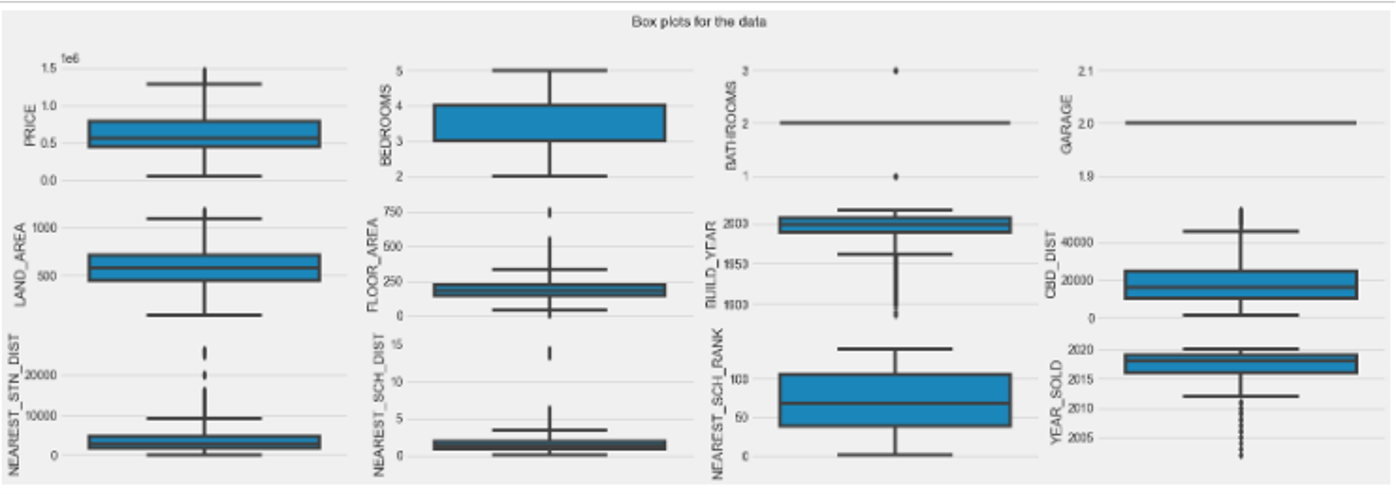 Box plots for the data
1e6
1.5
1.0
0.5
0.0
PRICE
5
4
3
2
BEDROOMS
3
2
1
BATHROOMS
2.1
2.0
1.9
GARAGE
1000
500
LAND_AREA
750
500
250
0
FLOOR_AREA
2000
1950
1900
BUILD_YEAR
40000
20000
0
CBD_DIST
20000
10000
0
NEAREST_STN_DIST
15
10
5
0
NEAREST_SCH_DIST
100
50
0
NEAREST_SCH_RANK
2020
2015
2010
2005
YEAR_SOLD